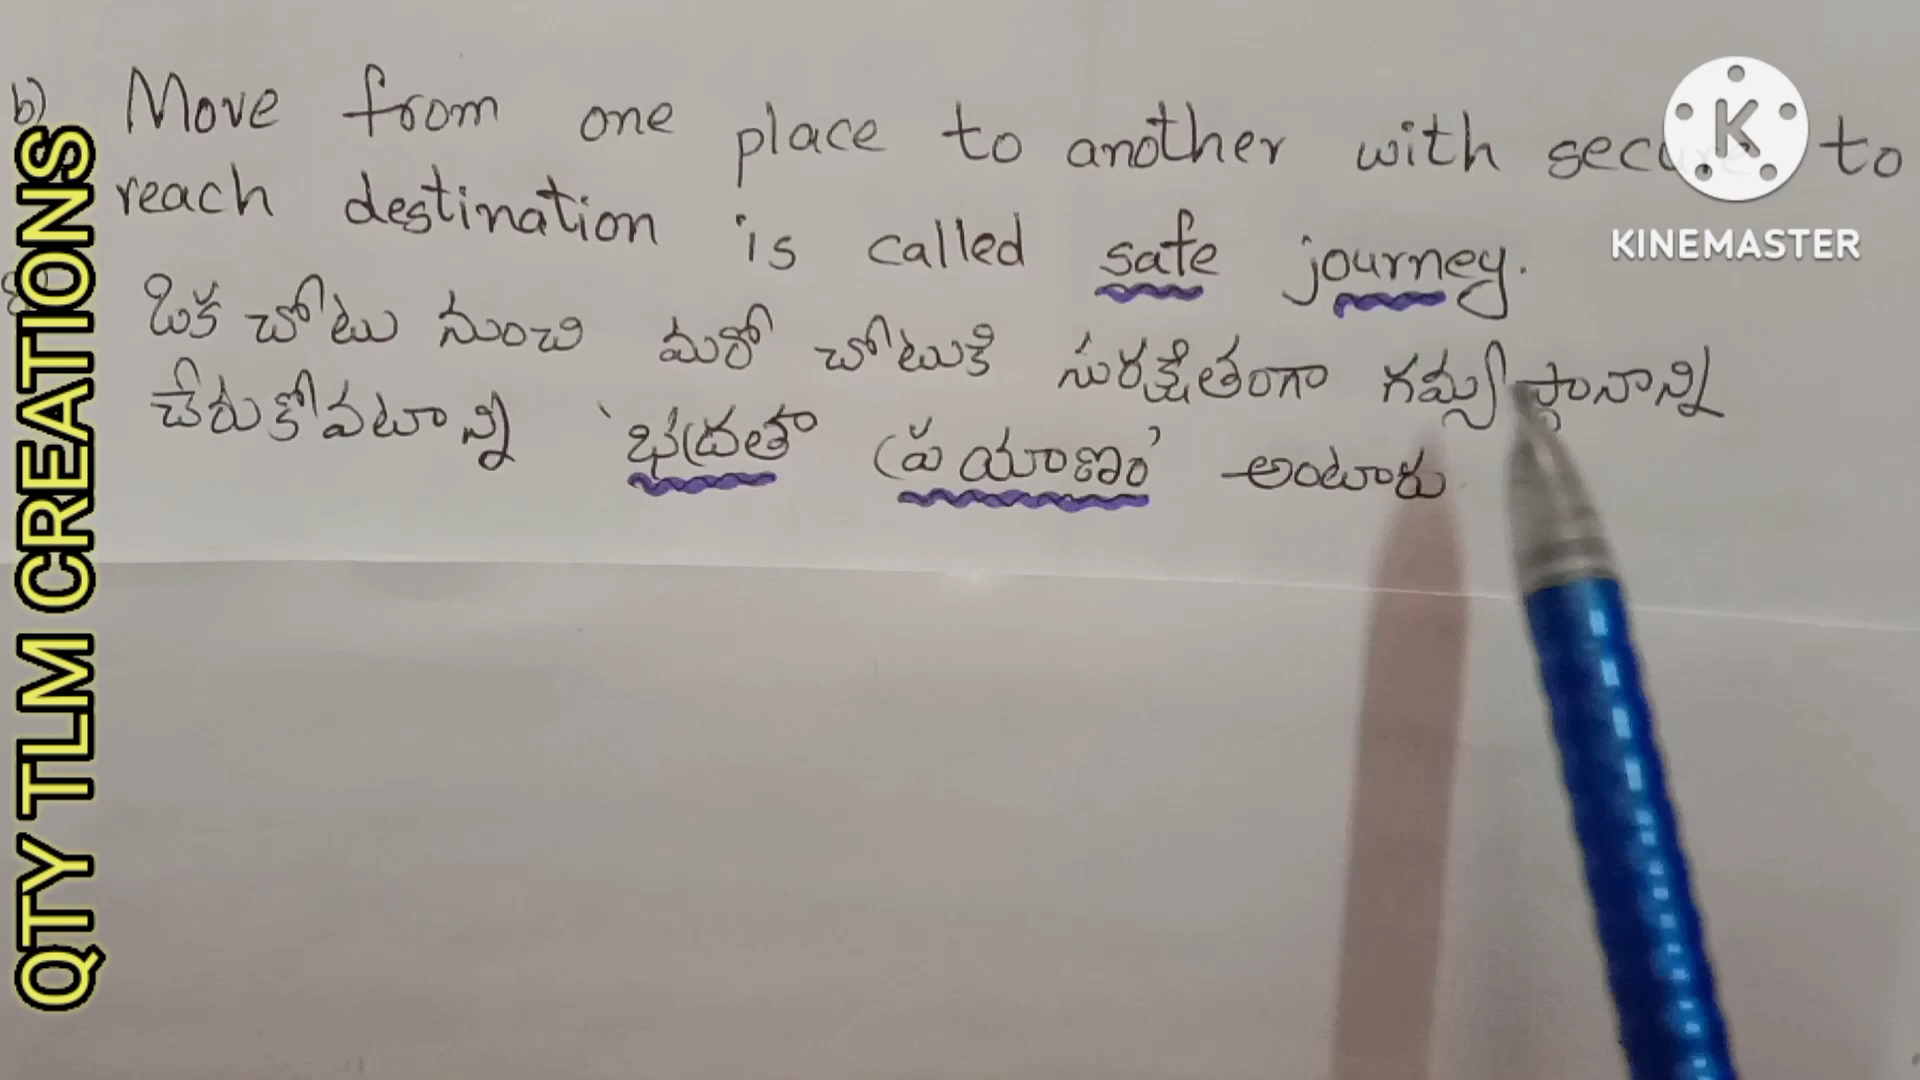 b) Move from one place to another with secure to
reach destination is called safe journey.
ఒక చోటు నుంచి మరో చోటుకి సురక్షితంగా గమ్యస్థానాన్ని
చేరుకోవటాన్ని 'భద్రతా ప్రయాణం' అంటారు
KINEMASTER
QTY TLM CREATIONS